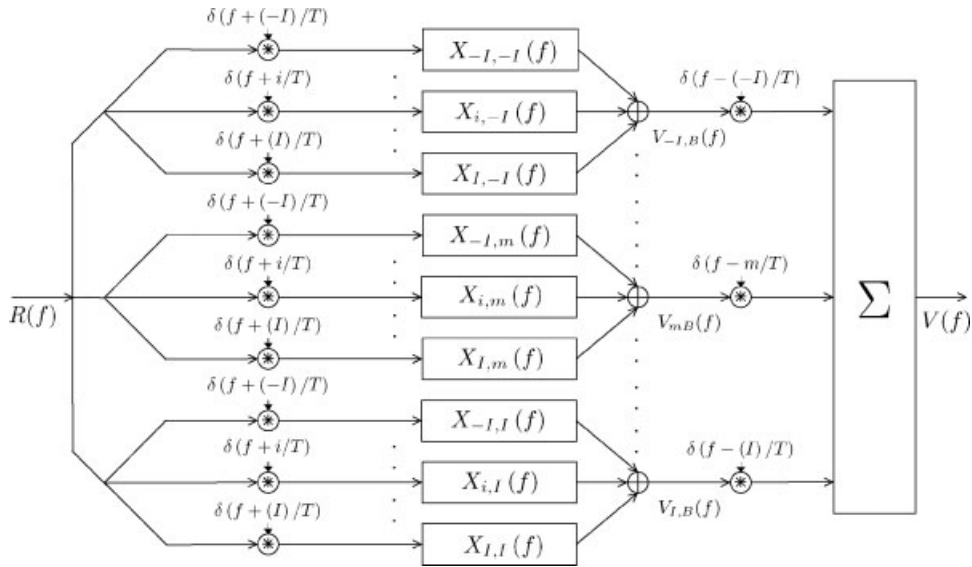 δ(f + (−I)/T)
X_{−I,−I}(f)
δ(f + i/T)
X_{i,−I}(f)
δ(f − (−I)/T)
V_{−I,B}(f)
δ(f + (I)/T)
X_{I,−I}(f)
δ(f + (−I)/T)
X_{−I,m}(f)
δ(f + i/T)
X_{i,m}(f)
δ(f − m/T)
R(f)
V_{mB}(f)
∑
V(f)
δ(f + (I)/T)
X_{I,m}(f)
δ(f + (−I)/T)
X_{−I,I}(f)
δ(f + i/T)
X_{i,I}(f)
δ(f − (I)/T)
V_{I,B}(f)
δ(f + (I)/T)
X_{I,I}(f)